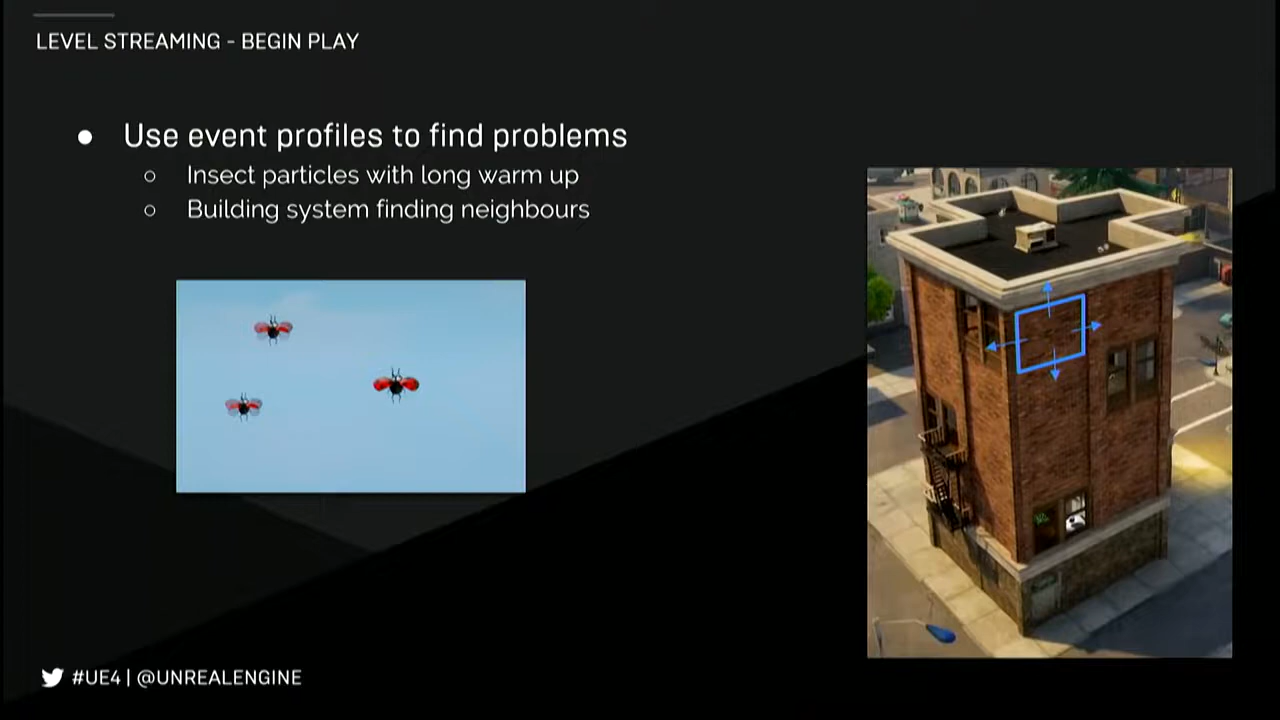 LEVEL STREAMING - BEGIN PLAY
● Use event profiles to find problems
○ Insect particles with long warm up
○ Building system finding neighbours
#UE4 | @UNREALENGINE